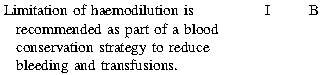 Limitation of haemodilution is I B
recommended as part of a blood
conservation strategy to reduce
bleeding and transfusions.